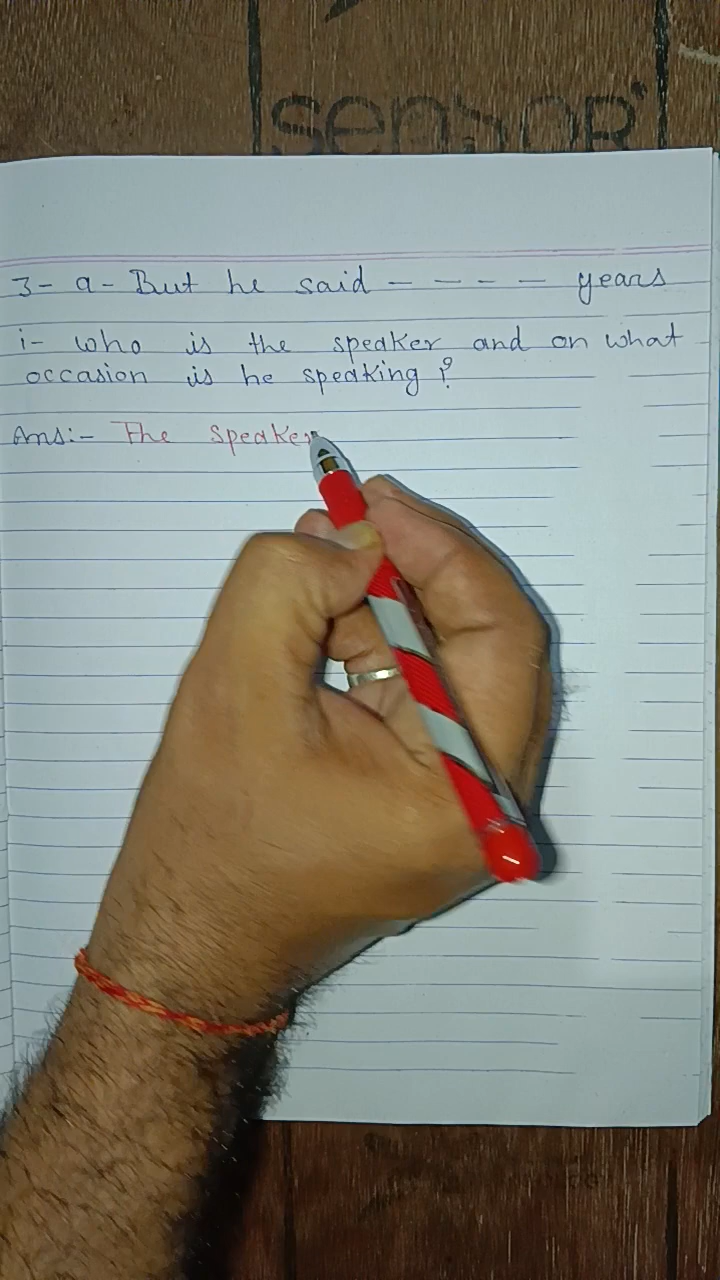 senDOR
3- a- But he said - - - - years
i- who is the speaker and on what
occasion is he speaking ?
Ans:- The Speaker